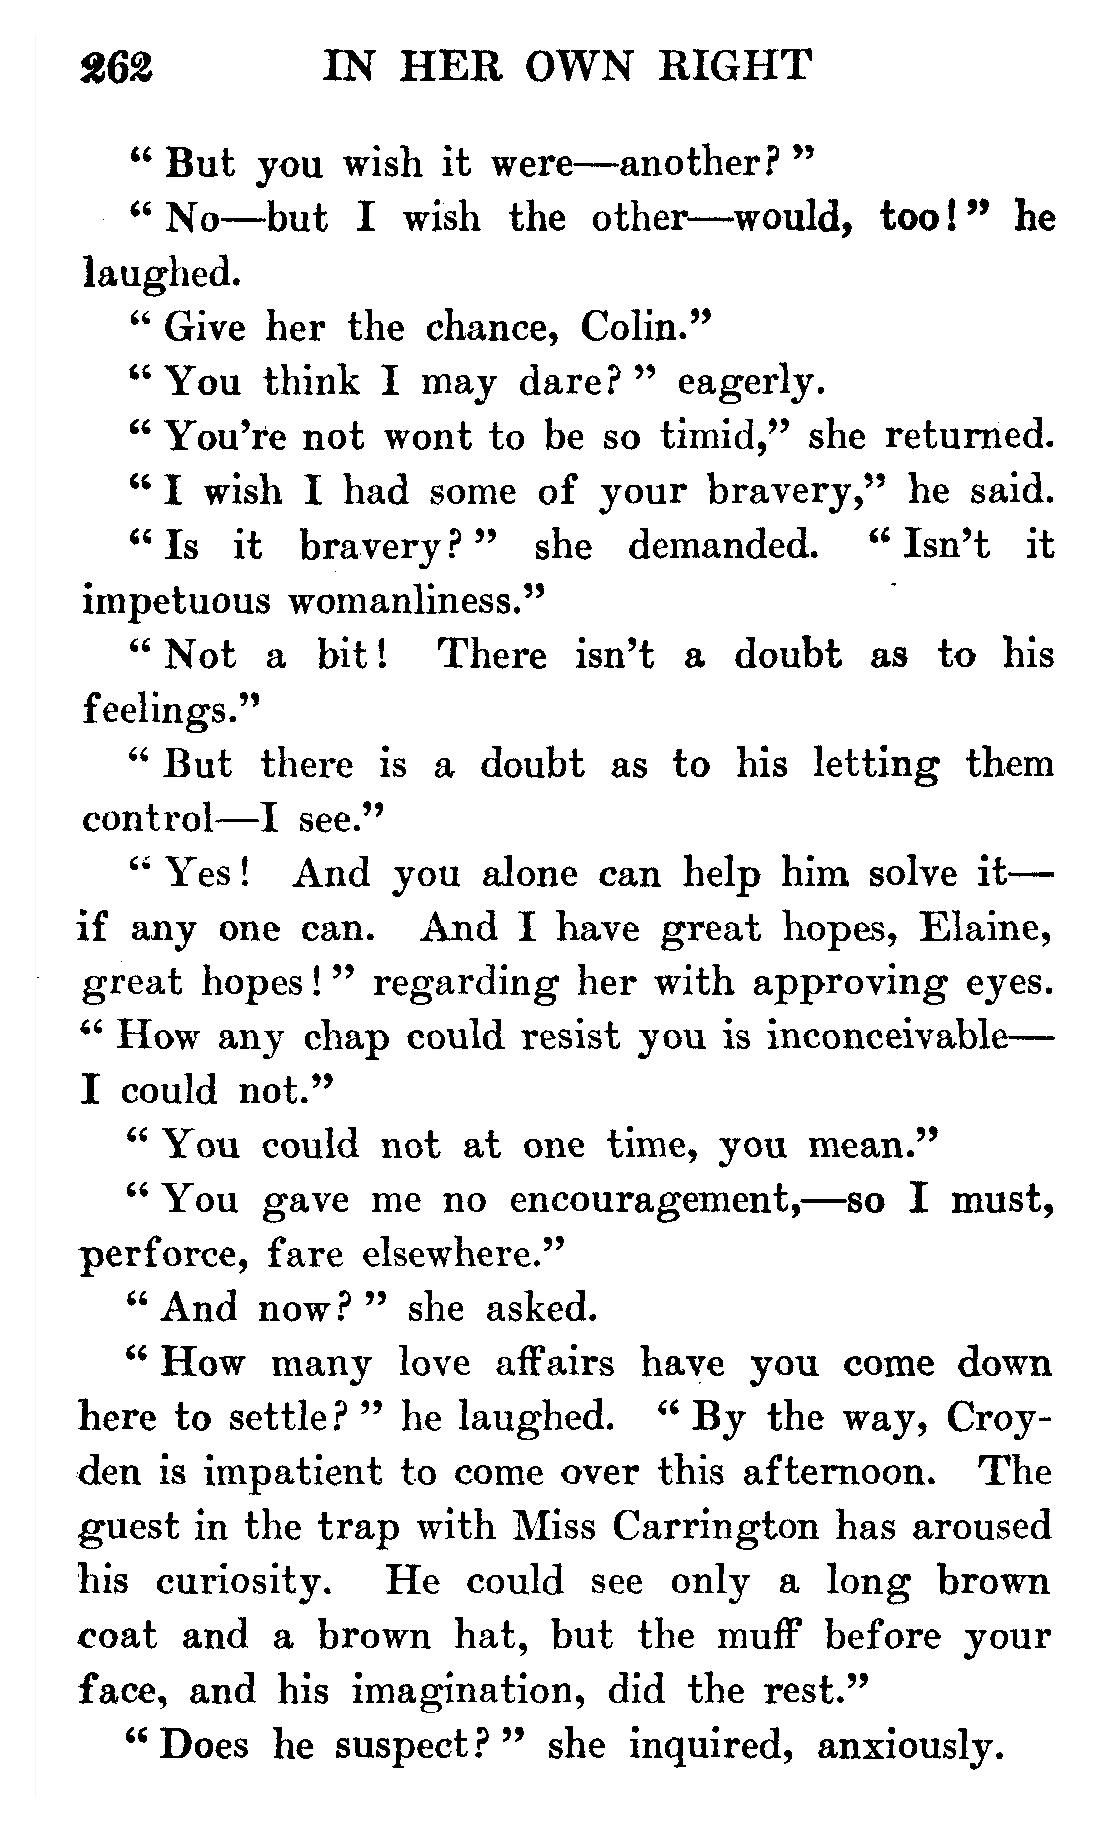 262 IN HER OWN RIGHT
“ But you wish it were—another? ”
“ No—but I wish the other—would, too! ” he
laughed.
“ Give her the chance, Colin.”
“ You think I may dare? ” eagerly.
“ You're not wont to be so timid,” she returned.
“ I wish I had some of your bravery,” he said.
“ Is it bravery? ” she demanded. “ Isn't it
impetuous womanliness.”
“ Not a bit! There isn't a doubt as to his
feelings.”
“ But there is a doubt as to his letting them
control—I see.”
“ Yes! And you alone can help him solve it—
if any one can. And I have great hopes, Elaine,
great hopes! ” regarding her with approving eyes.
“ How any chap could resist you is inconceivable—
I could not.”
“ You could not at one time, you mean.”
“ You gave me no encouragement,—so I must,
perforce, fare elsewhere.”
“ And now? ” she asked.
“ How many love affairs have you come down
here to settle? ” he laughed. “ By the way, Croy-
den is impatient to come over this afternoon. The
guest in the trap with Miss Carrington has aroused
his curiosity. He could see only a long brown
coat and a brown hat, but the muff before your
face, and his imagination, did the rest.”
“ Does he suspect? ” she inquired, anxiously.